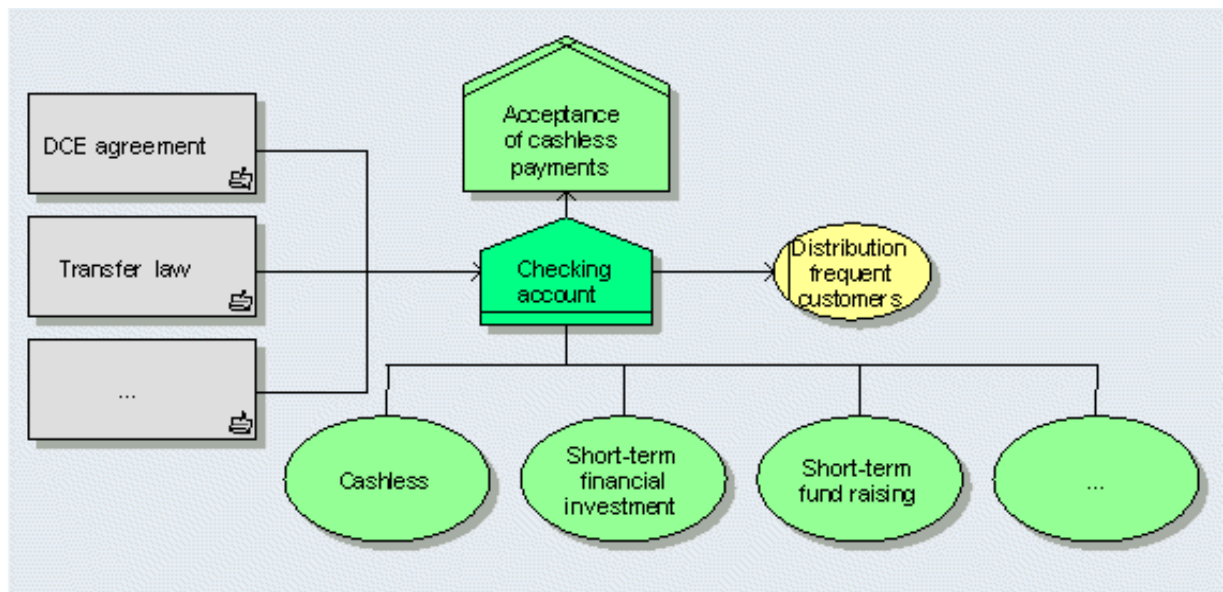 Acceptance
of cashless
payments
DCE agreement
Transfer law
Checking
account
Distribution
frequent
customers
...
Cashless
Short-term
financial
investment
Short-term
fund raising
...